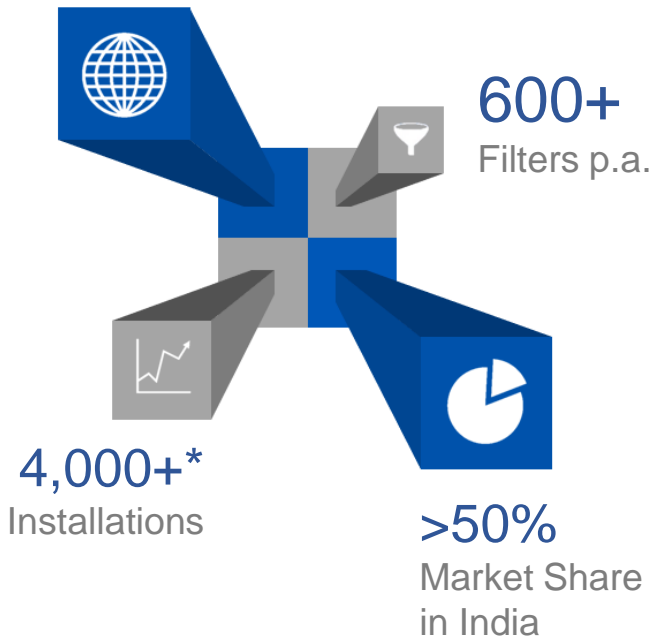 600+
Filters p.a.
4,000+*
Installations
>50%
Market Share
in India